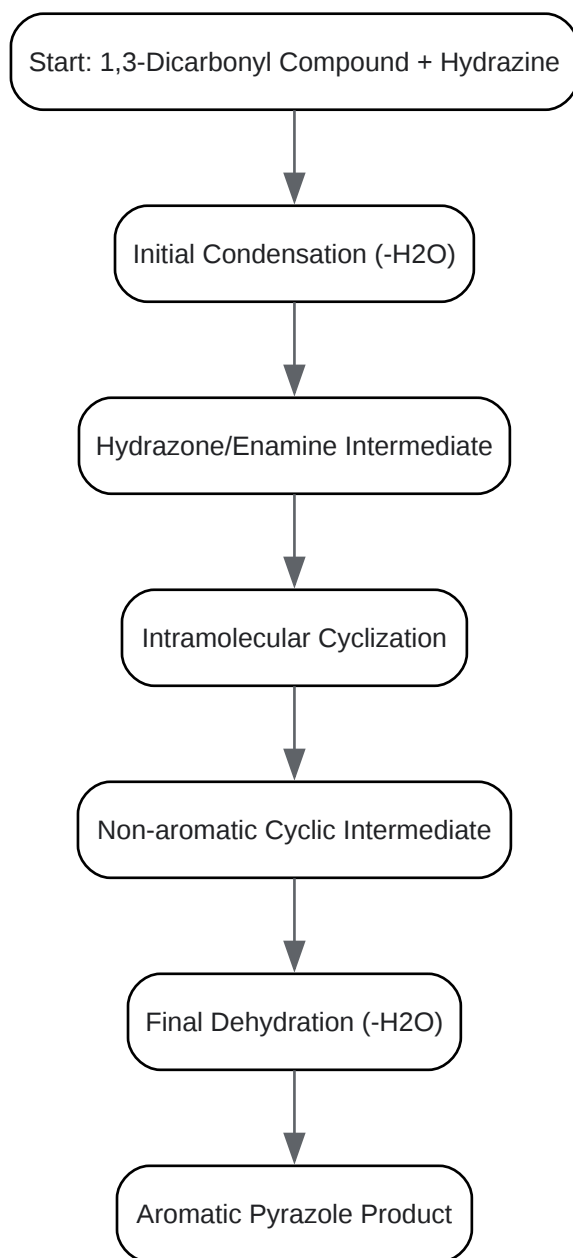 Start: 1,3-Dicarbonyl Compound + Hydrazine
Initial Condensation (-H2O)
Hydrazone/Enamine Intermediate
Intramolecular Cyclization
Non-aromatic Cyclic Intermediate
Final Dehydration (-H2O)
Aromatic Pyrazole Product